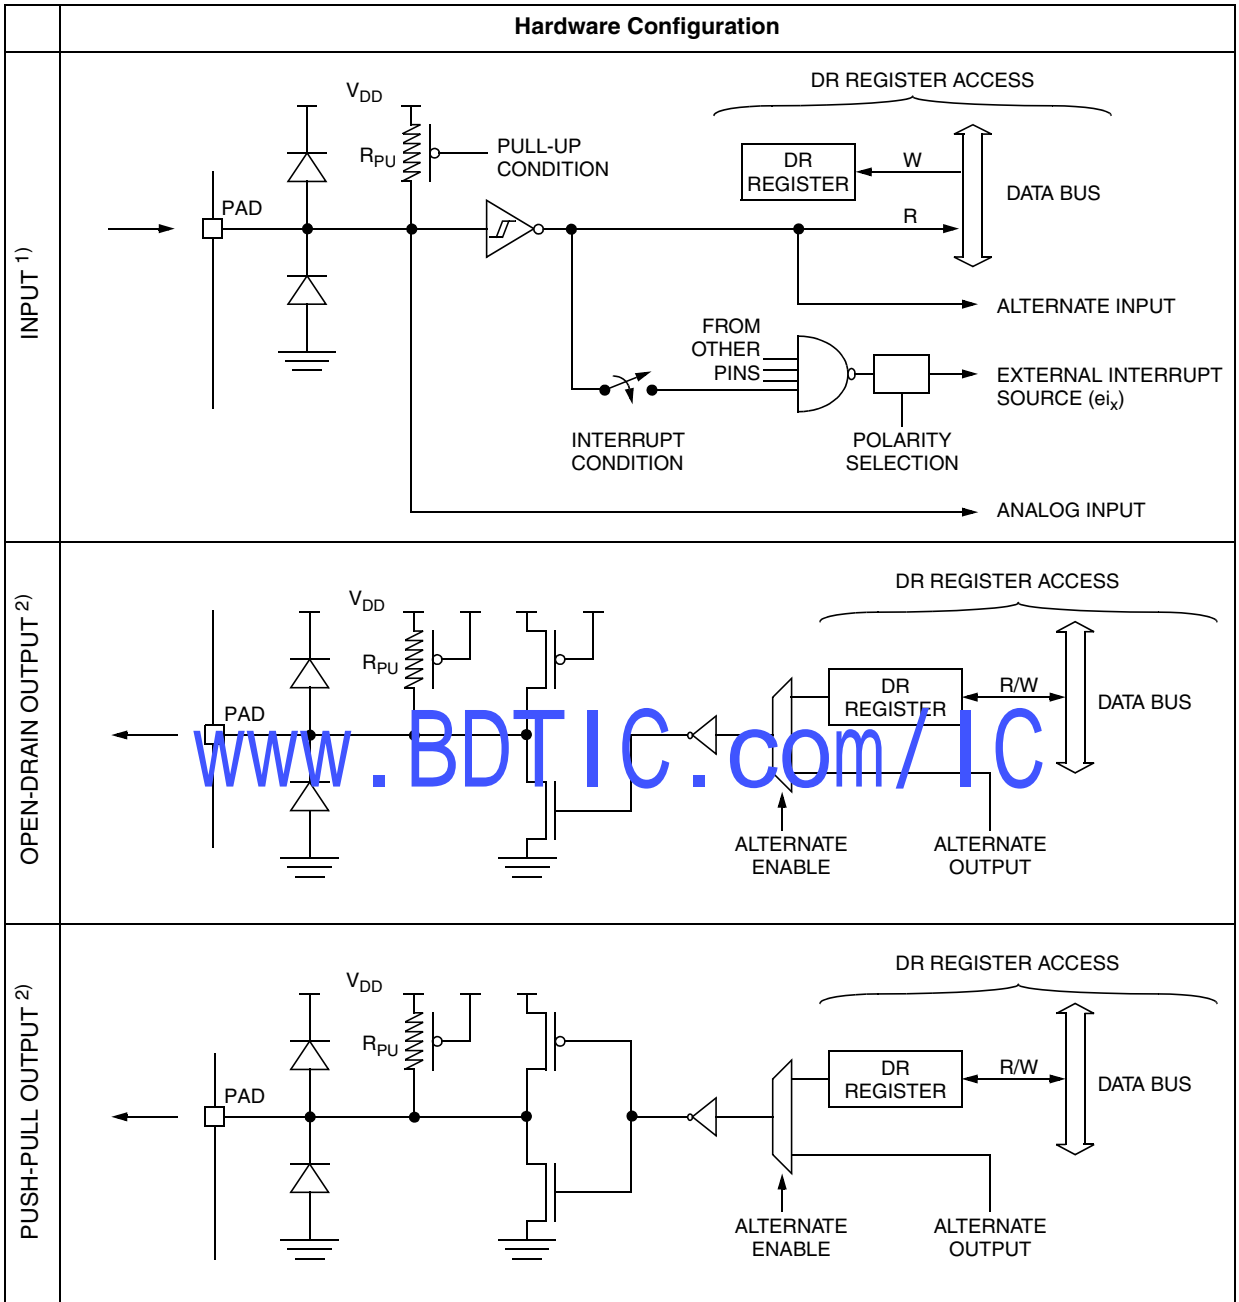 Hardware Configuration
INPUT 1)
DR REGISTER ACCESS
VDD
RPU
PULL-UP
CONDITION
DR
REGISTER
W
DATA BUS
PAD
R
ALTERNATE INPUT
FROM
OTHER
PINS
EXTERNAL INTERRUPT
SOURCE (eix)
INTERRUPT
CONDITION
POLARITY
SELECTION
ANALOG INPUT
OPEN-DRAIN OUTPUT 2)
DR REGISTER ACCESS
VDD
RPU
DR
REGISTER
R/W
DATA BUS
PAD
www.BDTIC.com/IC
ALTERNATE
ENABLE
ALTERNATE
OUTPUT
PUSH-PULL OUTPUT 2)
DR REGISTER ACCESS
VDD
RPU
DR
REGISTER
R/W
DATA BUS
PAD
ALTERNATE
ENABLE
ALTERNATE
OUTPUT